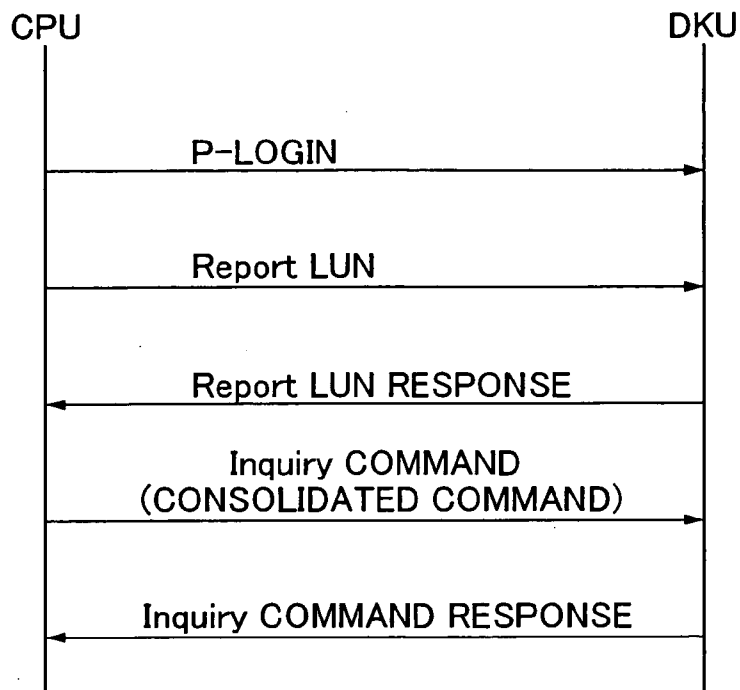 CPU
DKU
P-LOGIN
Report LUN
Report LUN RESPONSE
Inquiry COMMAND
(CONSOLIDATED COMMAND)
Inquiry COMMAND RESPONSE